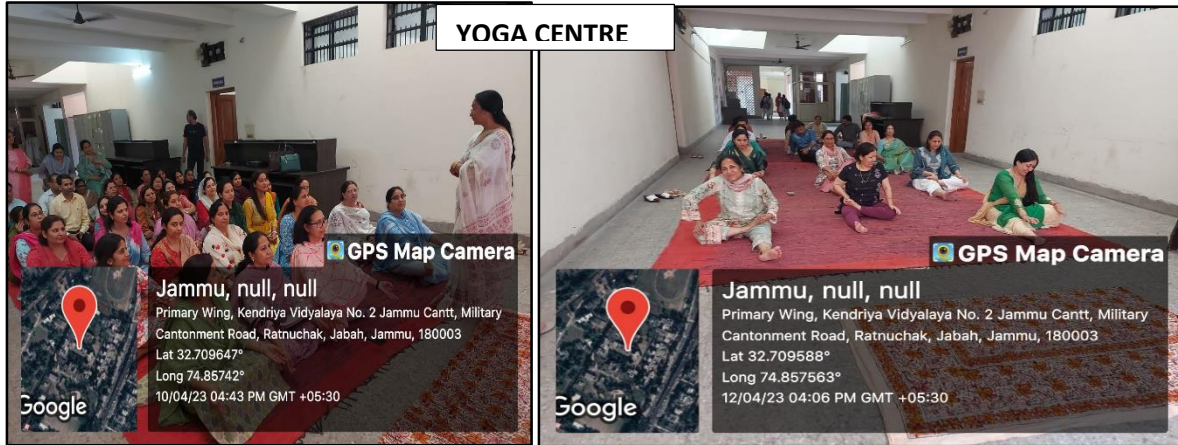 YOGA CENTRE
GPS Map Camera
Jammu, null, null
Primary Wing, Kendriya Vidyalaya No. 2 Jammu Cantt, Military
Cantonment Road, Ratnuchak, Jabah, Jammu, 180003
Lat 32.709647°
Long 74.85742°
10/04/23 04:43 PM GMT +05:30
Google
GPS Map Camera
Jammu, null, null
Primary Wing, Kendriya Vidyalaya No. 2 Jammu Cantt, Military
Cantonment Road, Ratnuchak, Jabah, Jammu, 180003
Lat 32.709588°
Long 74.857563°
12/04/23 04:06 PM GMT +05:30
Google